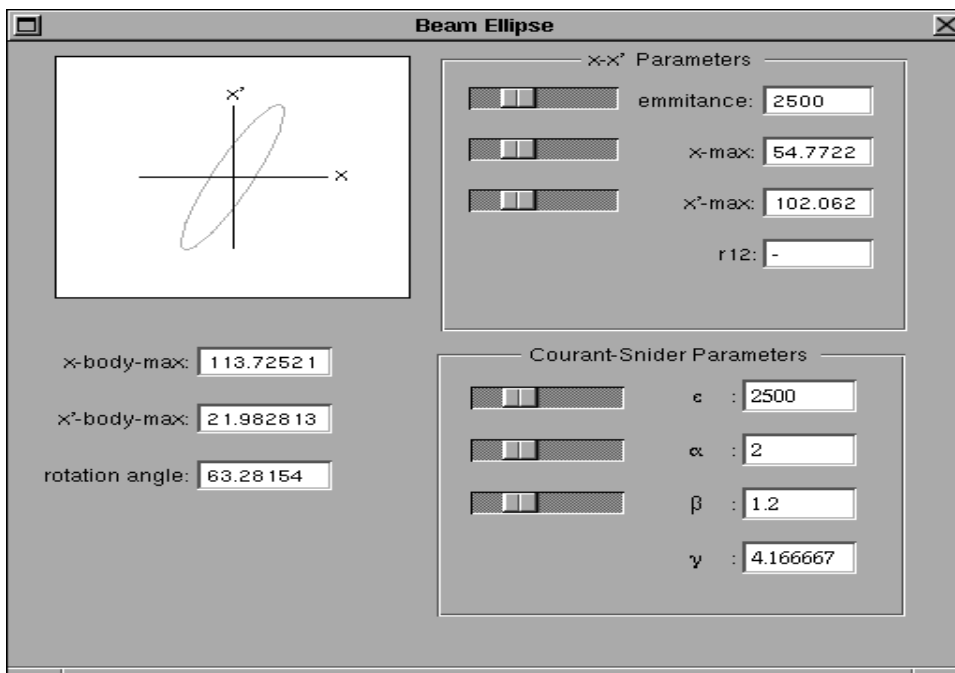 Beam Ellipse
x'
x
x-x' Parameters
emmitance: 2500
x-max: 54.7722
x'-max: 102.062
r12: -
x-body-max: 113.72521
x'-body-max: 21.982813
rotation angle: 63.28154
Courant-Snider Parameters
ε : 2500
α : 2
β : 1.2
γ : 4.166667